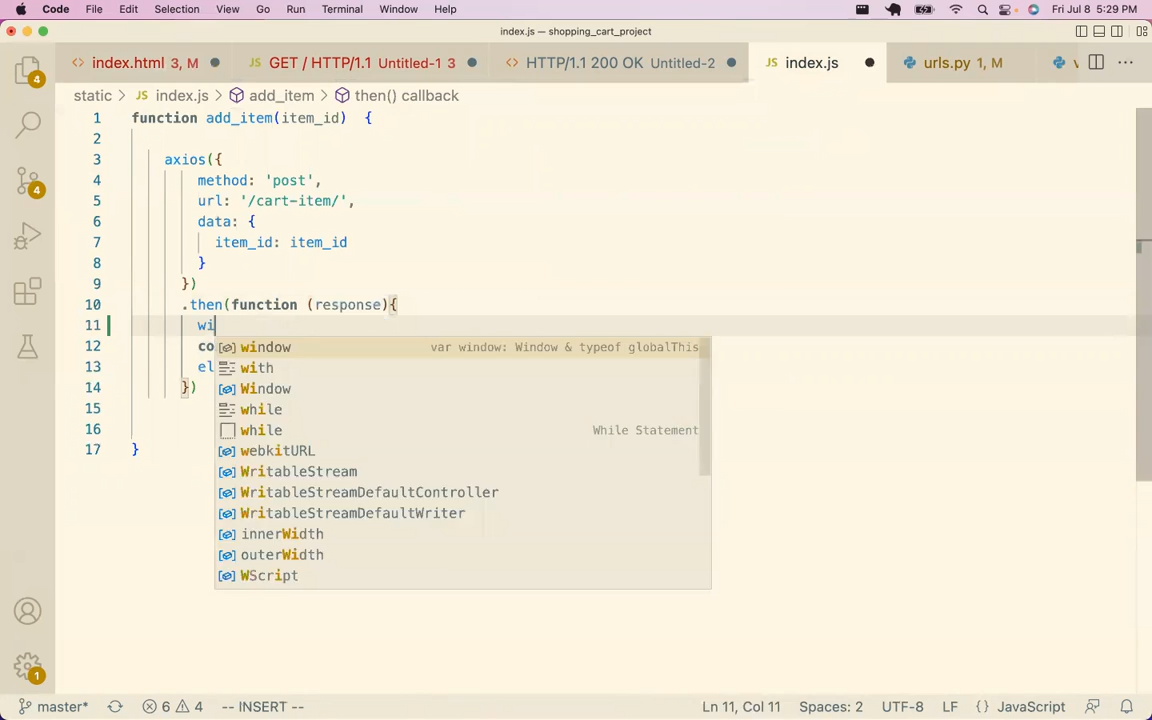 Code File Edit Selection View Go Run Terminal Window Help Fri Jul 8 5:29 PM
index.js — shopping_cart_project
index.html 3, M JS GET / HTTP/1.1 Untitled-1 3 HTTP/1.1 200 OK Untitled-2 JS index.js urls.py 1, M
static > JS index.js > add_item > then() callback
1 function add_item(item_id) {
2
3 axios({
4 method: 'post',
5 url: '/cart-item/',
6 data: {
7 item_id: item_id
8 }
9 })
10 .then(function (response){
11 wi
window var window: Window & typeof globalThis
12 co
13 el
with
14 })
Window
15
while
16
while While Statement
17 }
webkitURL
WritableStream
WritableStreamDefaultController
WritableStreamDefaultWriter
innerWidth
outerWidth
WScript
4
4
1
master* 6 4 -- INSERT -- Ln 11, Col 11 Spaces: 2 UTF-8 LF {} JavaScript